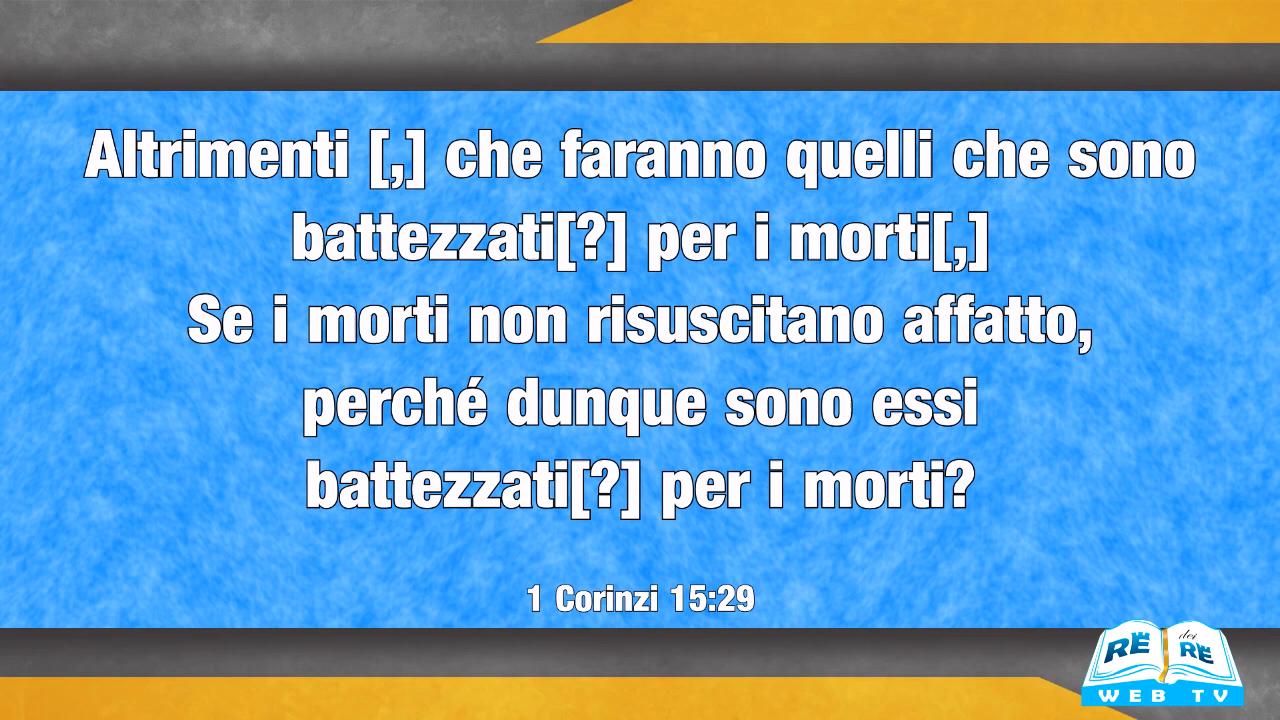 Altrimenti [,] che faranno quelli che sono
battezzati[?] per i morti[,]
Se i morti non risuscitano affatto,
perché dunque sono essi
battezzati[?] per i morti?
1 Corinzi 15:29
RE dei RE
WEB TV